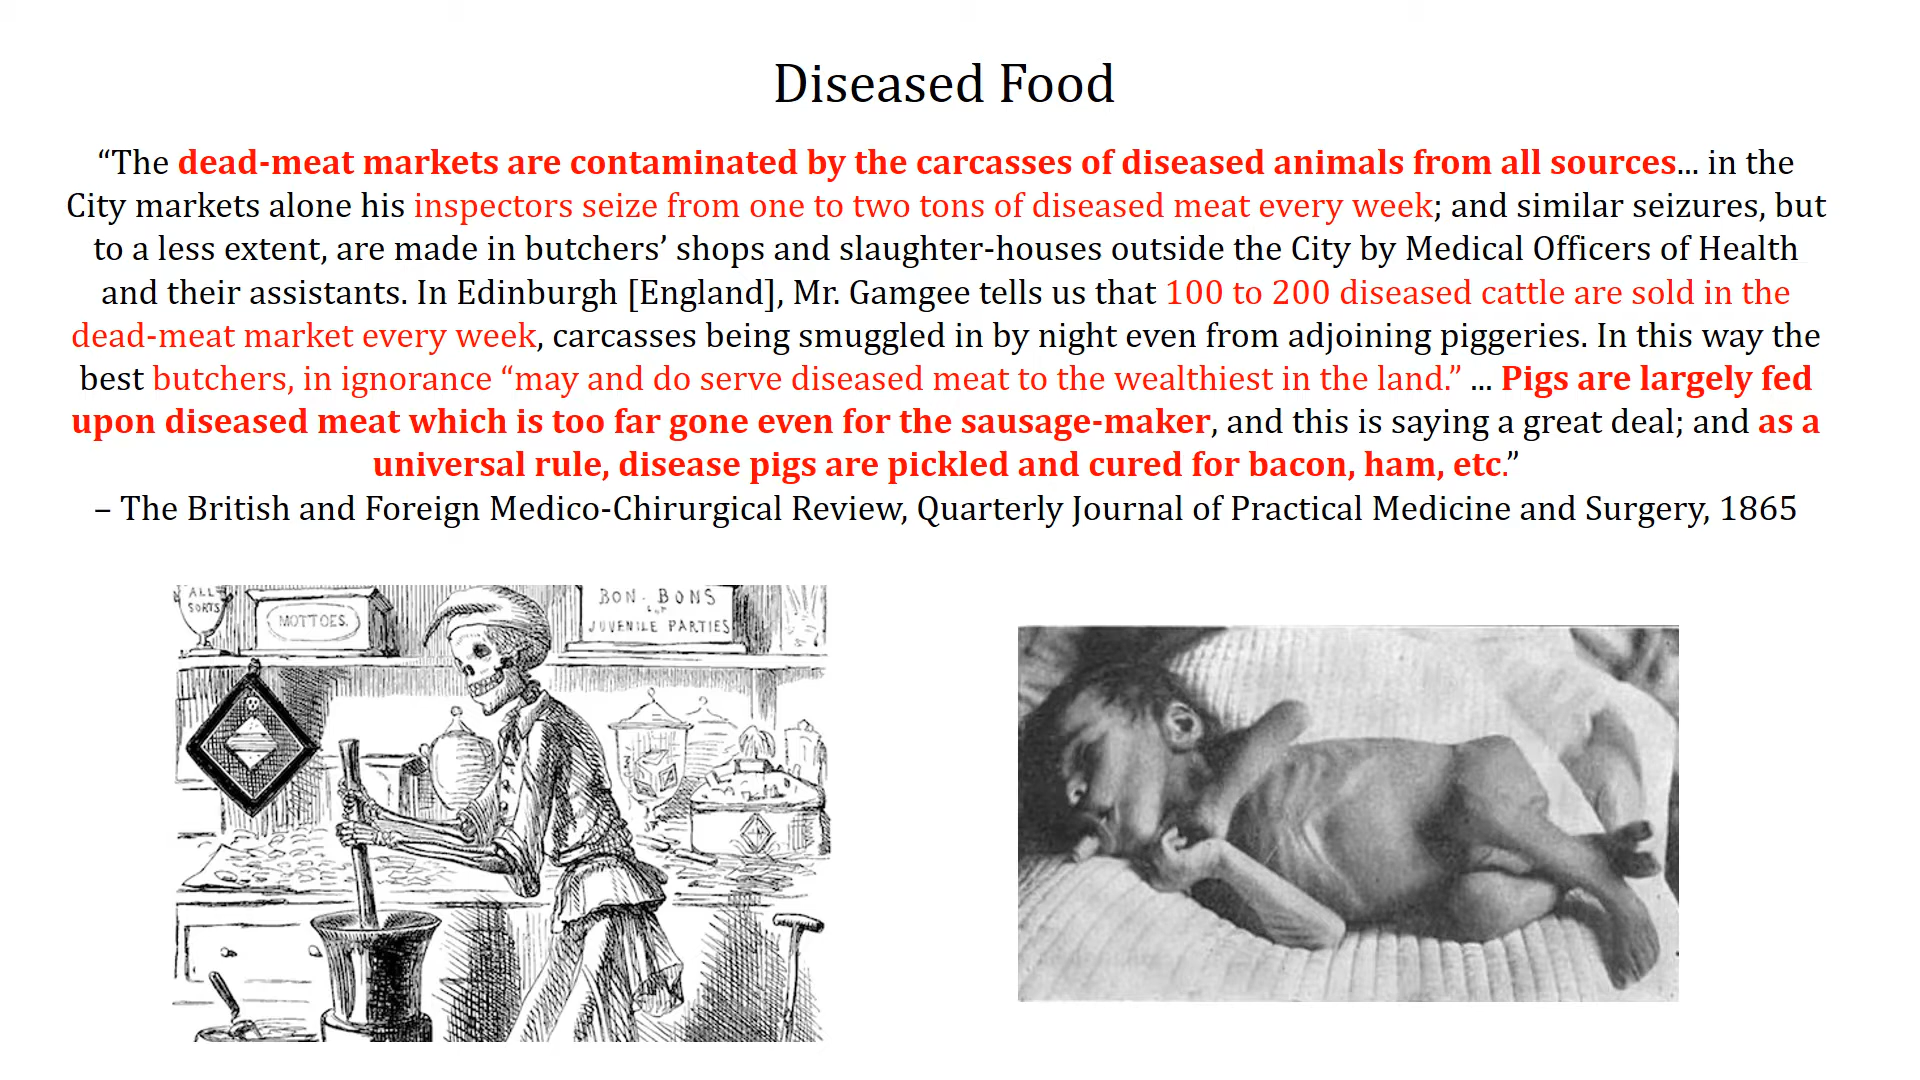 Diseased Food
“The dead-meat markets are contaminated by the carcasses of diseased animals from all sources… in the
City markets alone his inspectors seize from one to two tons of diseased meat every week; and similar seizures, but
to a less extent, are made in butchers’ shops and slaughter-houses outside the City by Medical Officers of Health
and their assistants. In Edinburgh [England], Mr. Gamgee tells us that 100 to 200 diseased cattle are sold in the
dead-meat market every week, carcasses being smuggled in by night even from adjoining piggeries. In this way the
best butchers, in ignorance “may and do serve diseased meat to the wealthiest in the land.” … Pigs are largely fed
upon diseased meat which is too far gone even for the sausage-maker, and this is saying a great deal; and as a
universal rule, disease pigs are pickled and cured for bacon, ham, etc.”
– The British and Foreign Medico-Chirurgical Review, Quarterly Journal of Practical Medicine and Surgery, 1865
ALL
SORTS
MOTTOES.
BON. BONS
FOR
JUVENILE PARTIES